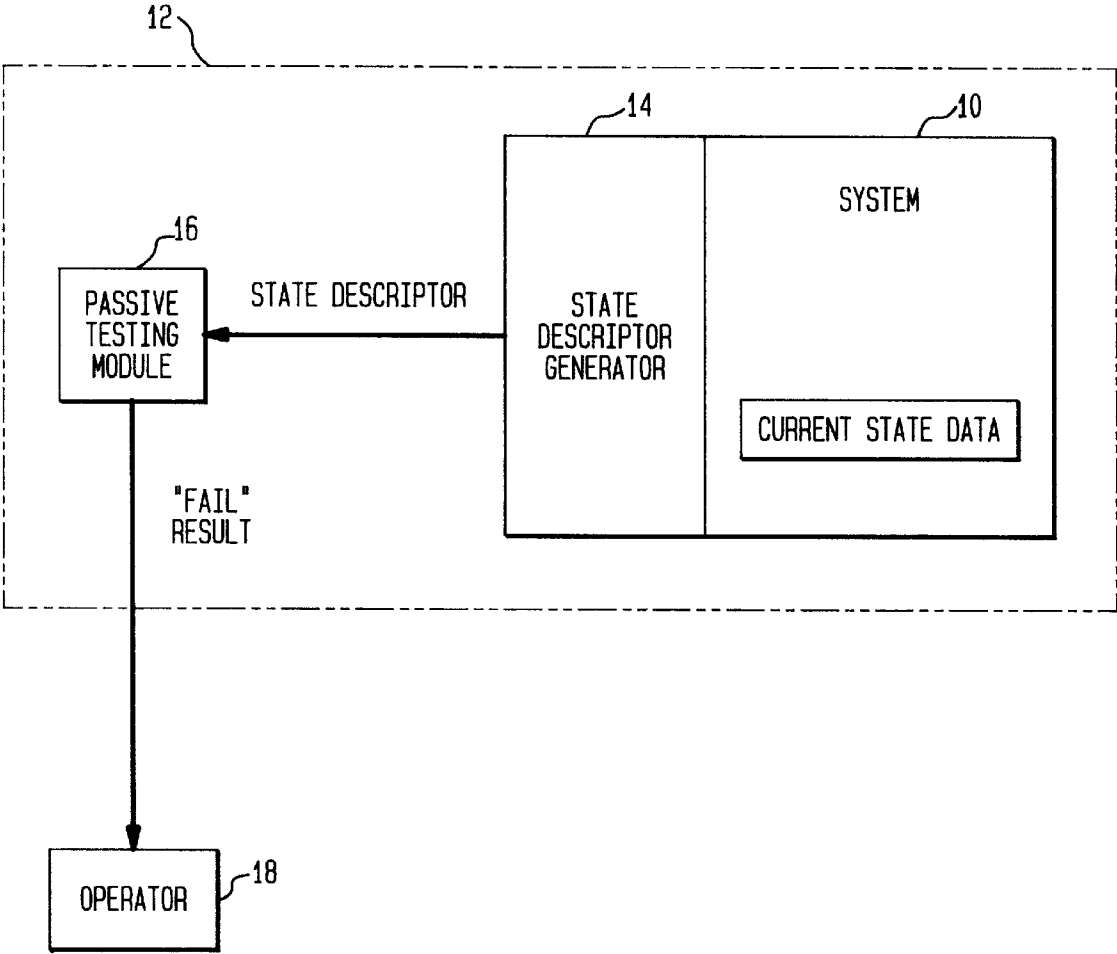 12
14
10
SYSTEM
16
PASSIVE
TESTING
MODULE
STATE DESCRIPTOR
STATE
DESCRIPTOR
GENERATOR
CURRENT STATE DATA
"FAIL"
RESULT
OPERATOR
18